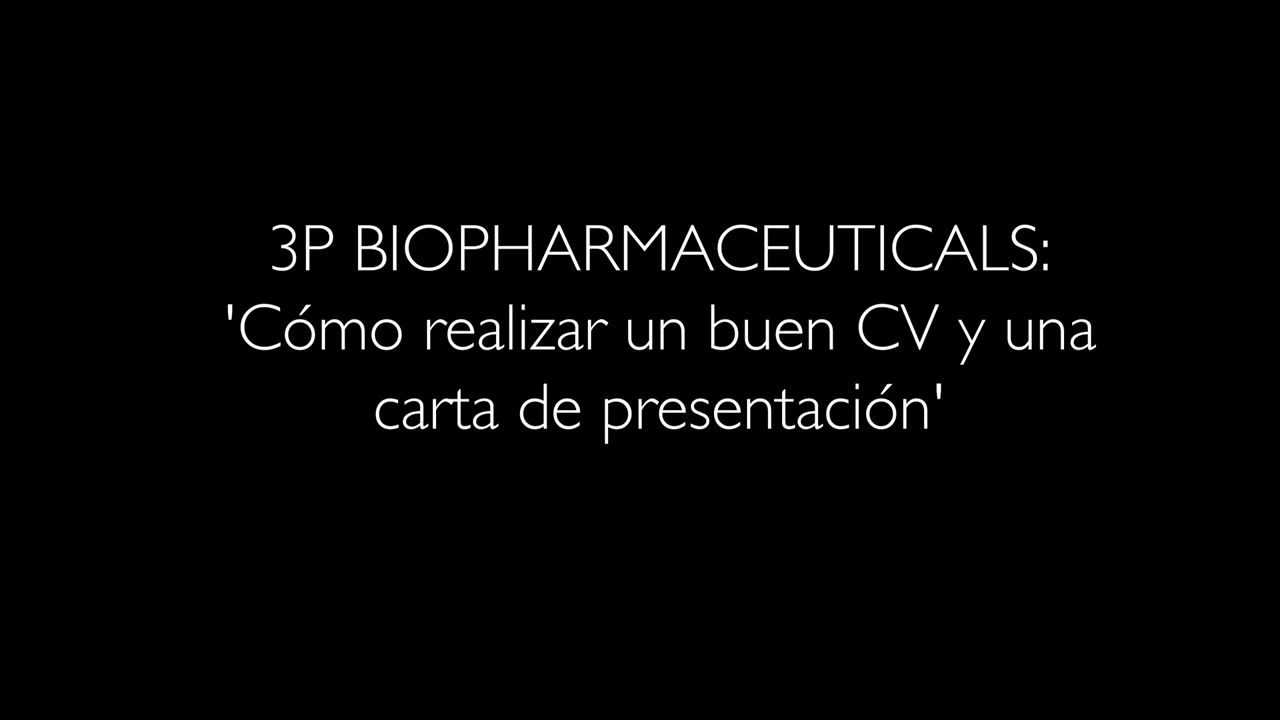 3P BIOPHARMACEUTICALS:
'Cómo realizar un buen CV y una
carta de presentación'